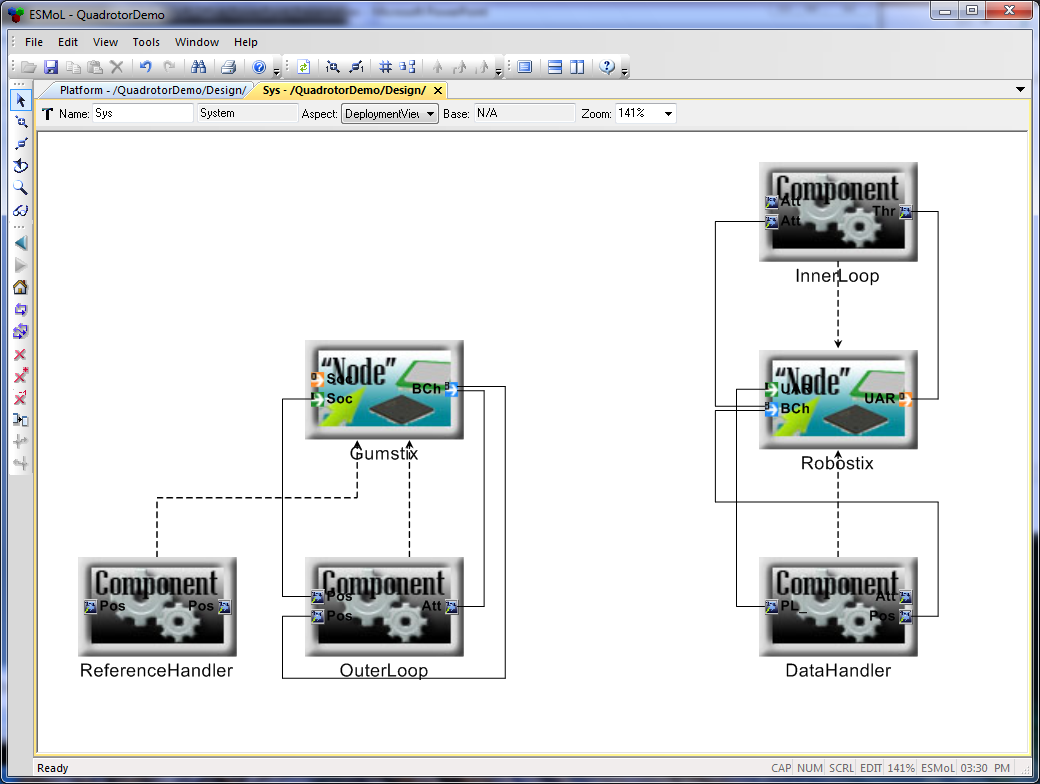 ESMoL - QuadrotorDemo
File Edit View Tools Window Help
Platform - /QuadrotorDemo/Design/ Sys - /QuadrotorDemo/Design/
Name: Sys System Aspect: DeploymentView Base: N/A Zoom: 141%
Component
Att
Att Thr
InnerLoop
"Node"
Soc BCh
Soc
Gumstix
"Node"
UAR UAR
BCh
Robostix
Component
Pos Pos
ReferenceHandler
Component
Pos Att
Pos
OuterLoop
Component
PL_ Att
Pos
DataHandler
Ready CAP NUM SCRL EDIT 141% ESMoL 03:30 PM